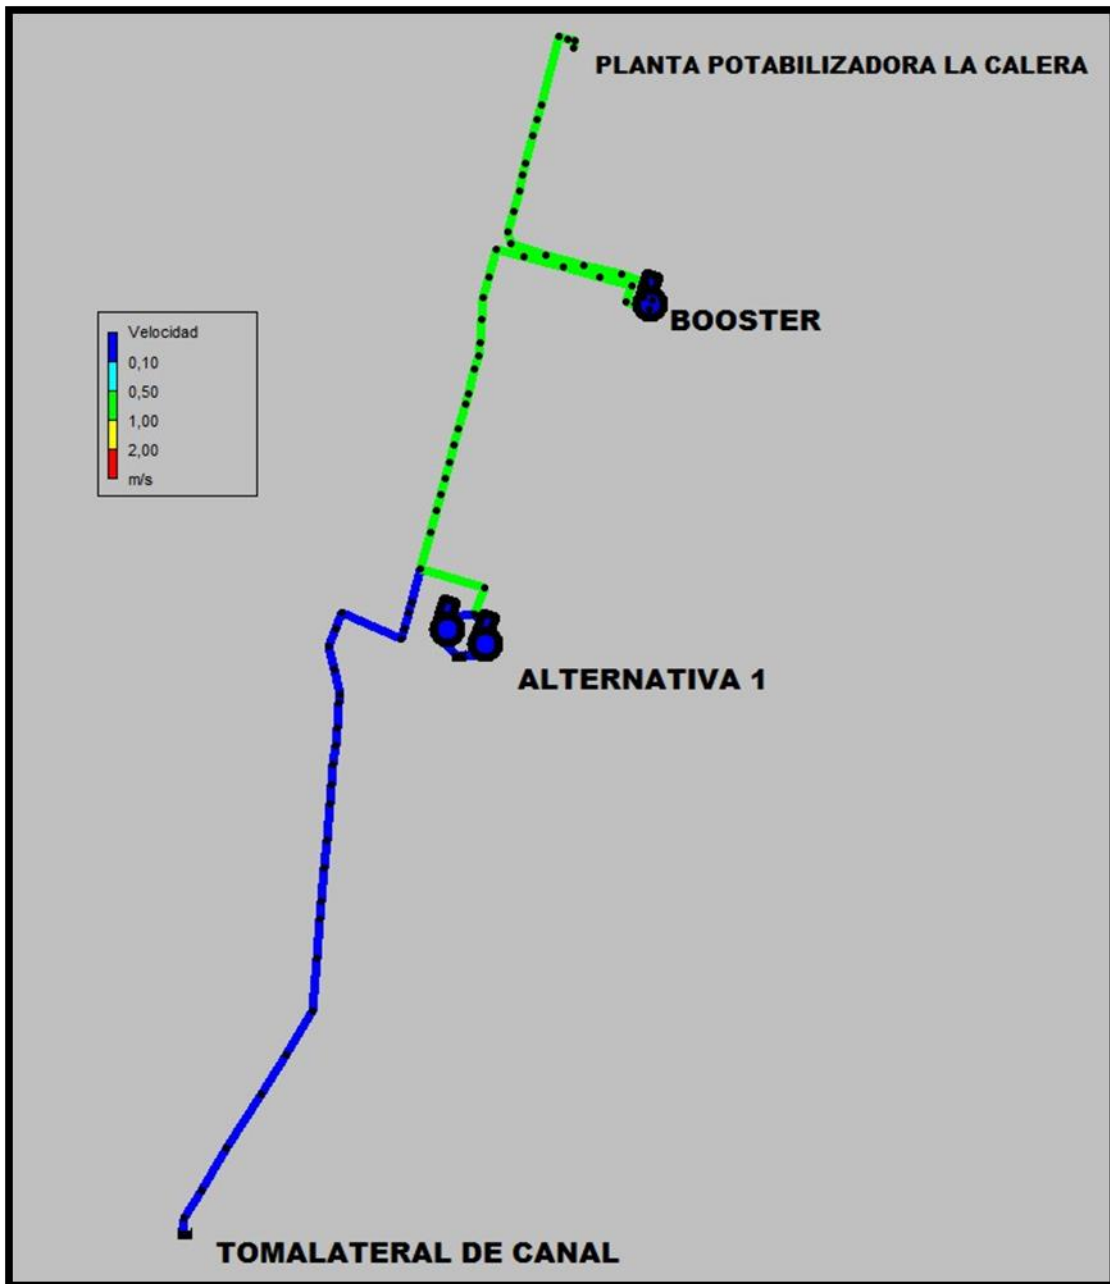 PLANTA POTABILIZADORA LA CALERA
BOOSTER
Velocidad
0,10
0,50
1,00
2,00
m/s
ALTERNATIVA 1
TOMALATERAL DE CANAL